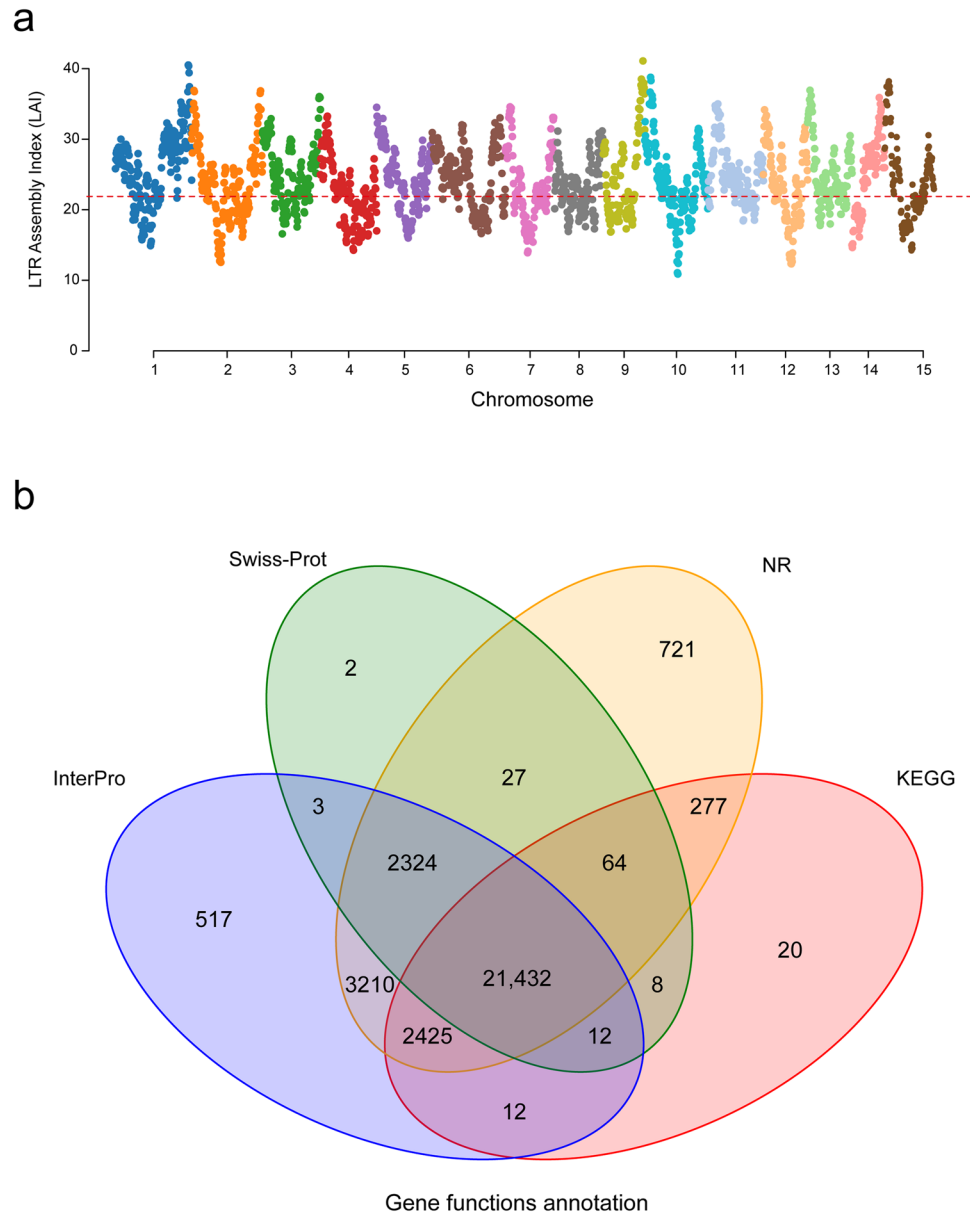 a
LTR Assembly Index (LAI)
40
30
20
10
0
1 2 3 4 5 6 7 8 9 10 11 12 13 14 15
Chromosome
b
Swiss-Prot
NR
InterPro
KEGG
2
721
27
3
277
2324
64
517
20
3210
21,432
8
2425
12
12
Gene functions annotation